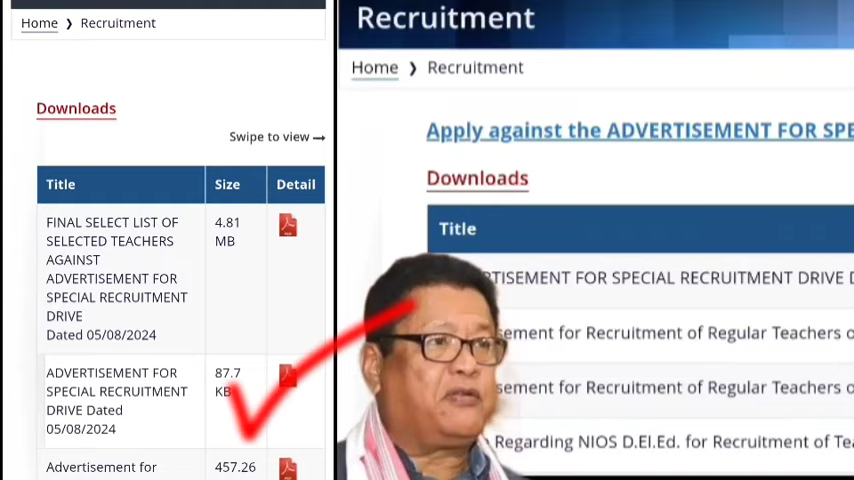 Home ❯ Recruitment
Downloads
Swipe to view →
Title Size Detail
FINAL SELECT LIST OF
SELECTED TEACHERS
AGAINST
ADVERTISEMENT FOR
SPECIAL RECRUITMENT
DRIVE
Dated 05/08/2024
4.81
MB
ADVERTISEMENT FOR
SPECIAL RECRUITMENT
DRIVE Dated
05/08/2024
87.7
KB
Advertisement for
457.26
Recruitment
Home ❯ Recruitment
Apply against the ADVERTISEMENT FOR SPE
Downloads
Title
RTISEMENT FOR SPECIAL RECRUITMENT DRIVE D
sement for Recruitment of Regular Teachers o
sement for Recruitment of Regular Teachers o
Regarding NIOS D.El.Ed. for Recruitment of Te